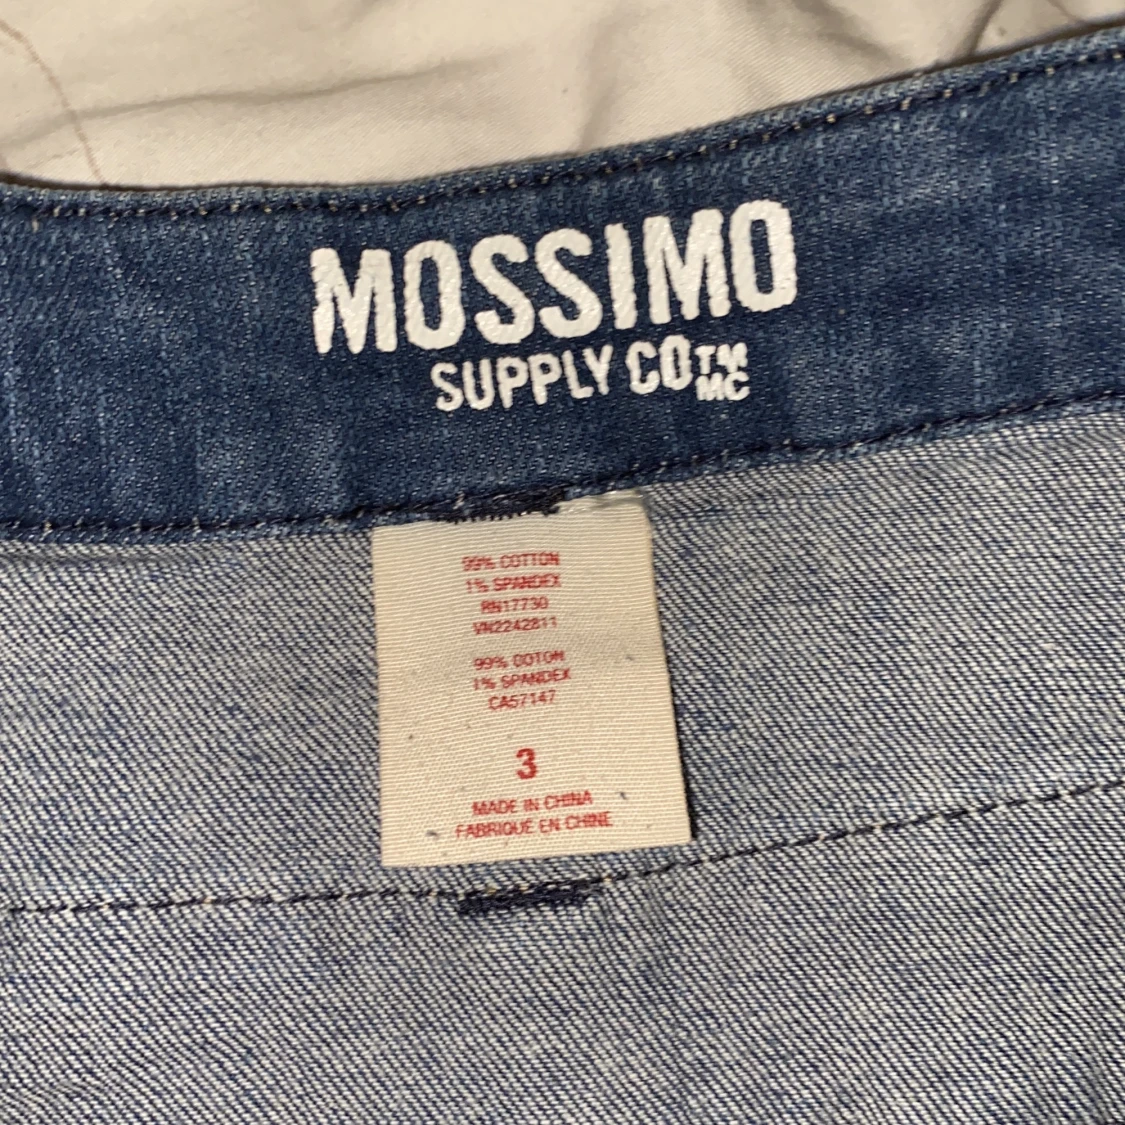 MOSSIMO
SUPPLY CO TM MC
99% COTTON
1% SPANDEX
RN17730
VN2242811
99% COTON
1% SPANDEX
CA57147
3
MADE IN CHINA
FABRIQUÉ EN CHINE